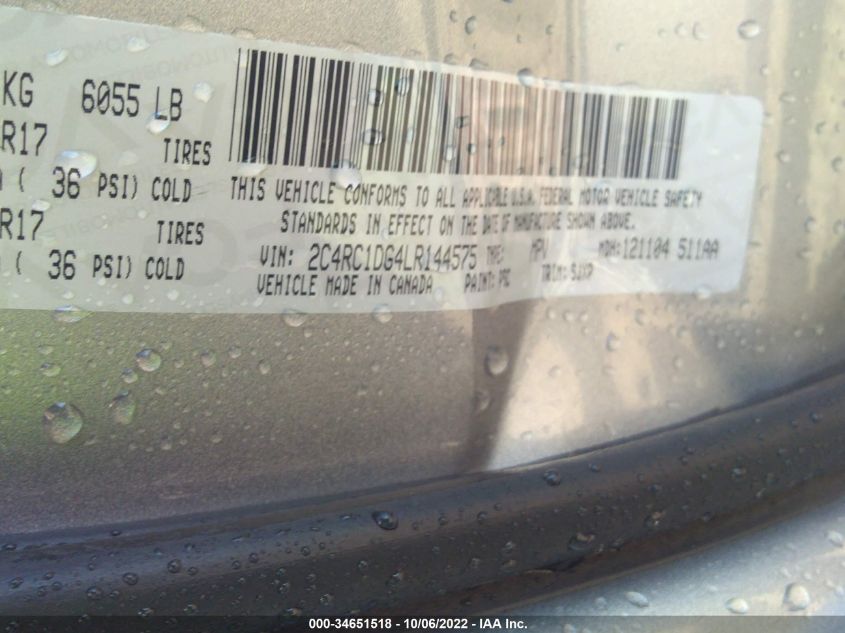 KG 6055 LB
R17 TIRES
( 36 PSI) COLD
R17 TIRES
( 36 PSI) COLD
THIS VEHICLE CONFORMS TO ALL APPLICABLE U.S.A. FEDERAL MOTOR VEHICLE SAFETY
STANDARDS IN EFFECT ON THE DATE OF MANUFACTURE SHOWN ABOVE.
VIN: 2C4RC1DG4LR144575 TYPE: MPV MDH:121104 511AA
VEHICLE MADE IN CANADA PAINT: PSC TRIM:
000-34651518 - 10/06/2022 - IAA Inc.